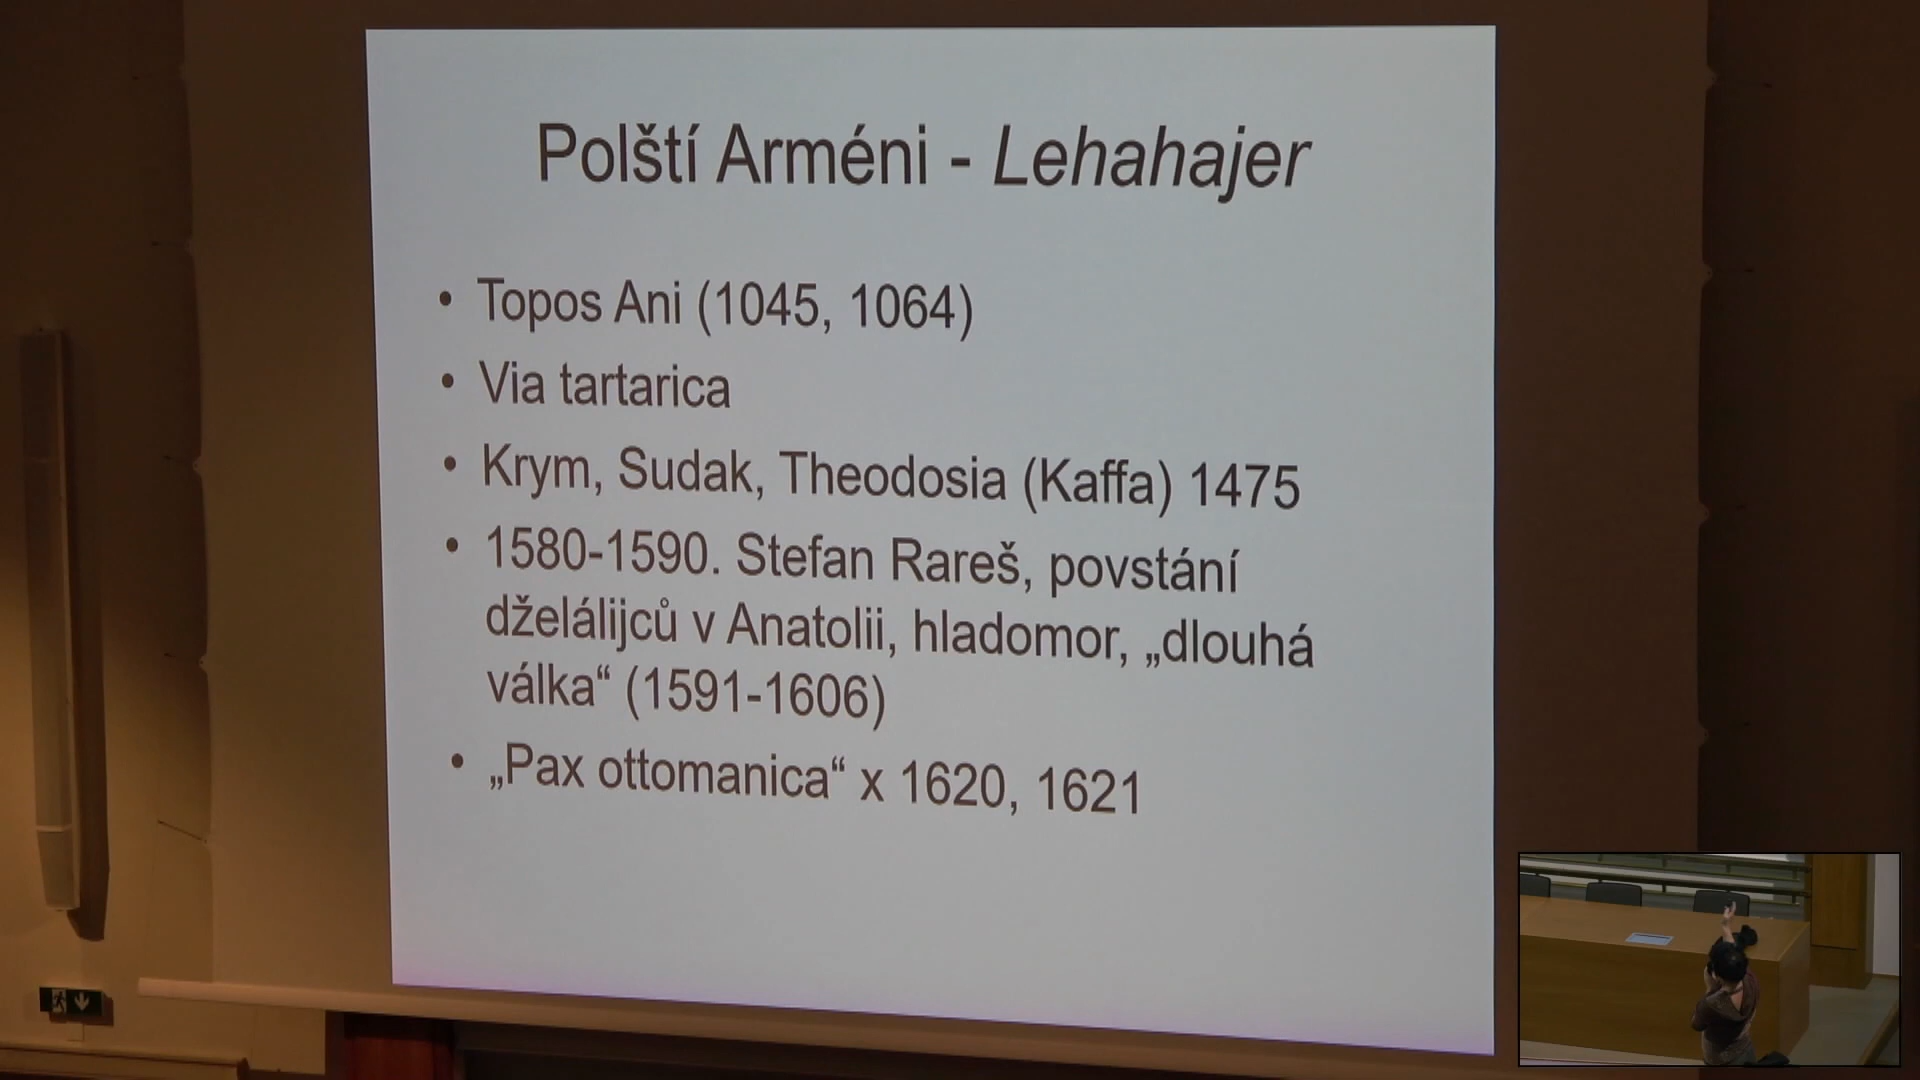 Polští Arméni - Lehahajer
• Topos Ani (1045, 1064)
• Via tartarica
• Krym, Sudak, Theodosia (Kaffa) 1475
• 1580-1590. Stefan Rareš, povstání
dželálijců v Anatolii, hladomor, „dlouhá
válka“ (1591-1606)
• „Pax ottomanica“ x 1620, 1621